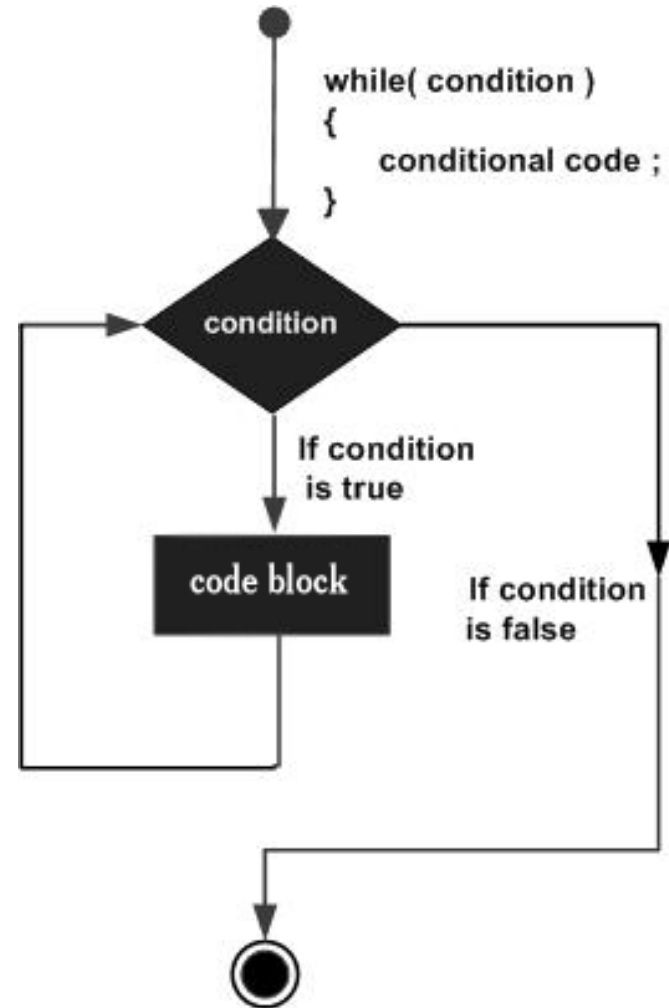 while( condition )
{
conditional code ;
}
condition
If condition
is true
code block
If condition
is false